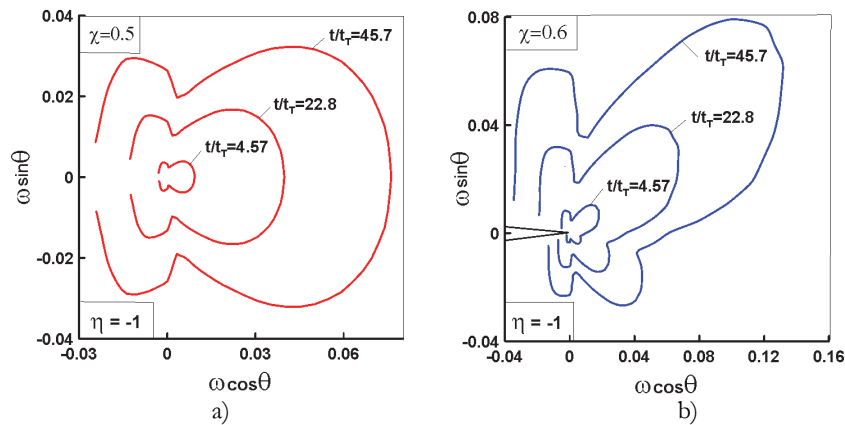 0.04
χ=0.5
t/tT=45.7
0.02
t/tT=22.8
t/tT=4.57
ωsinθ
0
-0.02
η = -1
-0.04
-0.03
0
0.03
0.06
ωcosθ
a)
0.08
χ=0.6
t/tT=45.7
0.04
t/tT=22.8
t/tT=4.57
ωsinθ
0
η = -1
-0.04
-0.04
0
0.04
0.08
0.12
0.16
ωcosθ
b)